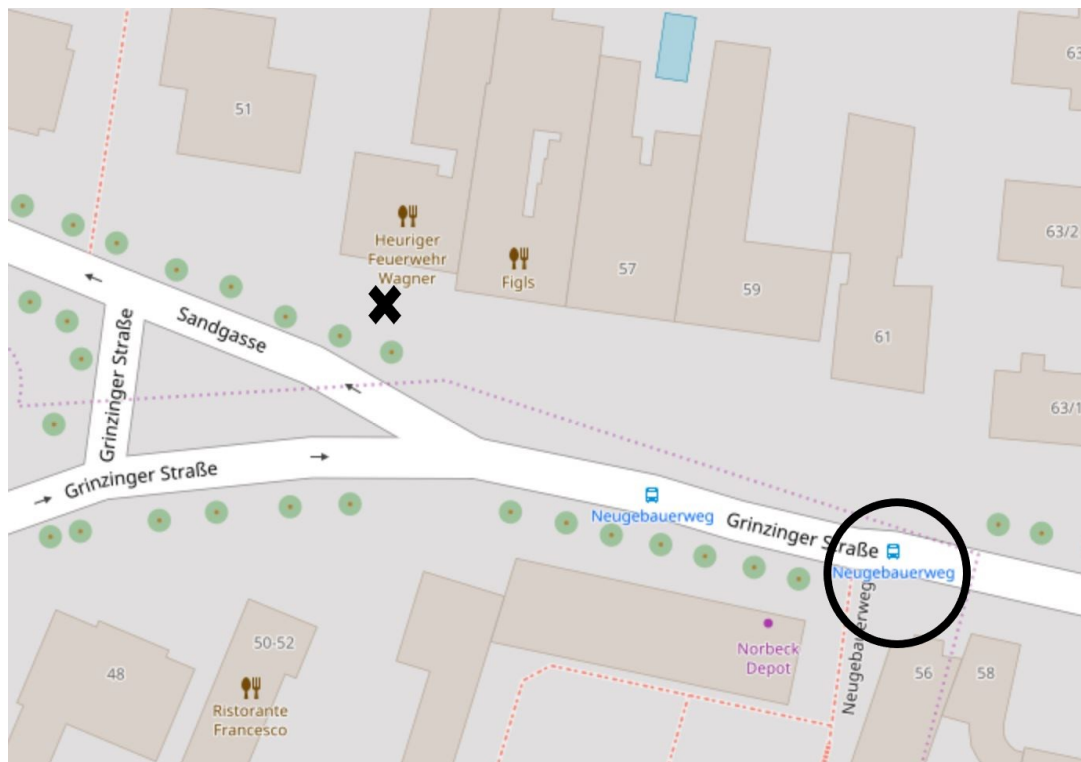 51
63
Heuriger
Feuerwehr
Wagner
Figls
57
59
61
63/2
63/1
Sandgasse
Grinzinger Straße
Grinzinger Straße
Neugebauerweg
Grinzinger Straße
Neugebauerweg
Neugebauerweg
Norbeck
Depot
50-52
48
Ristorante
Francesco
56
58